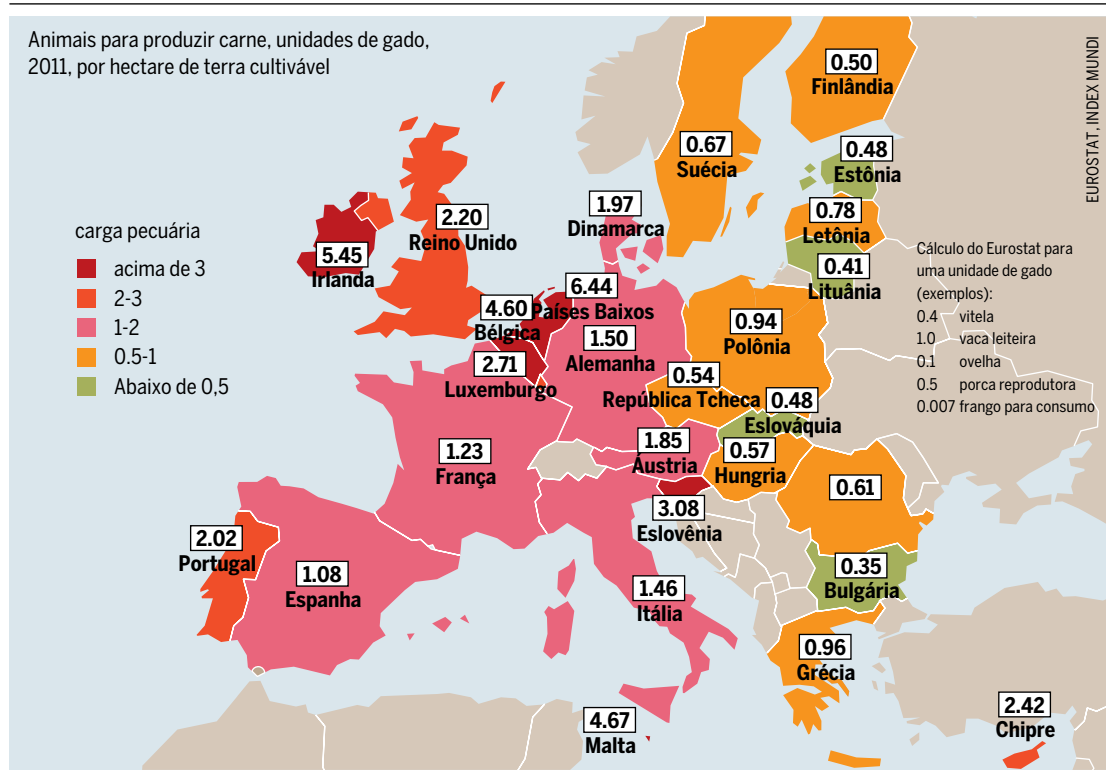 Animais para produzir carne, unidades de gado,
2011, por hectare de terra cultivável
EUROSTAT, INDEX MUNDI
carga pecuária
acima de 3
2-3
1-2
0.5-1
Abaixo de 0,5
0.50
Finlândia
0.67
Suécia
0.48
Estônia
0.78
Letônia
0.41
Lituânia
1.97
Dinamarca
2.20
Reino Unido
5.45
Irlanda
6.44
Países Baixos
4.60
Bélgica
2.71
Luxemburgo
1.50
Alemanha
0.94
Polônia
0.54
República Tcheca
0.48
Eslováquia
1.85
Áustria
0.57
Hungria
1.23
França
0.61
3.08
Eslovênia
2.02
Portugal
1.08
Espanha
1.46
Itália
0.35
Bulgária
0.96
Grécia
4.67
Malta
2.42
Chipre
Cálculo do Eurostat para
uma unidade de gado
(exemplos):
0.4 vitela
1.0 vaca leiteira
0.1 ovelha
0.5 porca reprodutora
0.007 frango para consumo